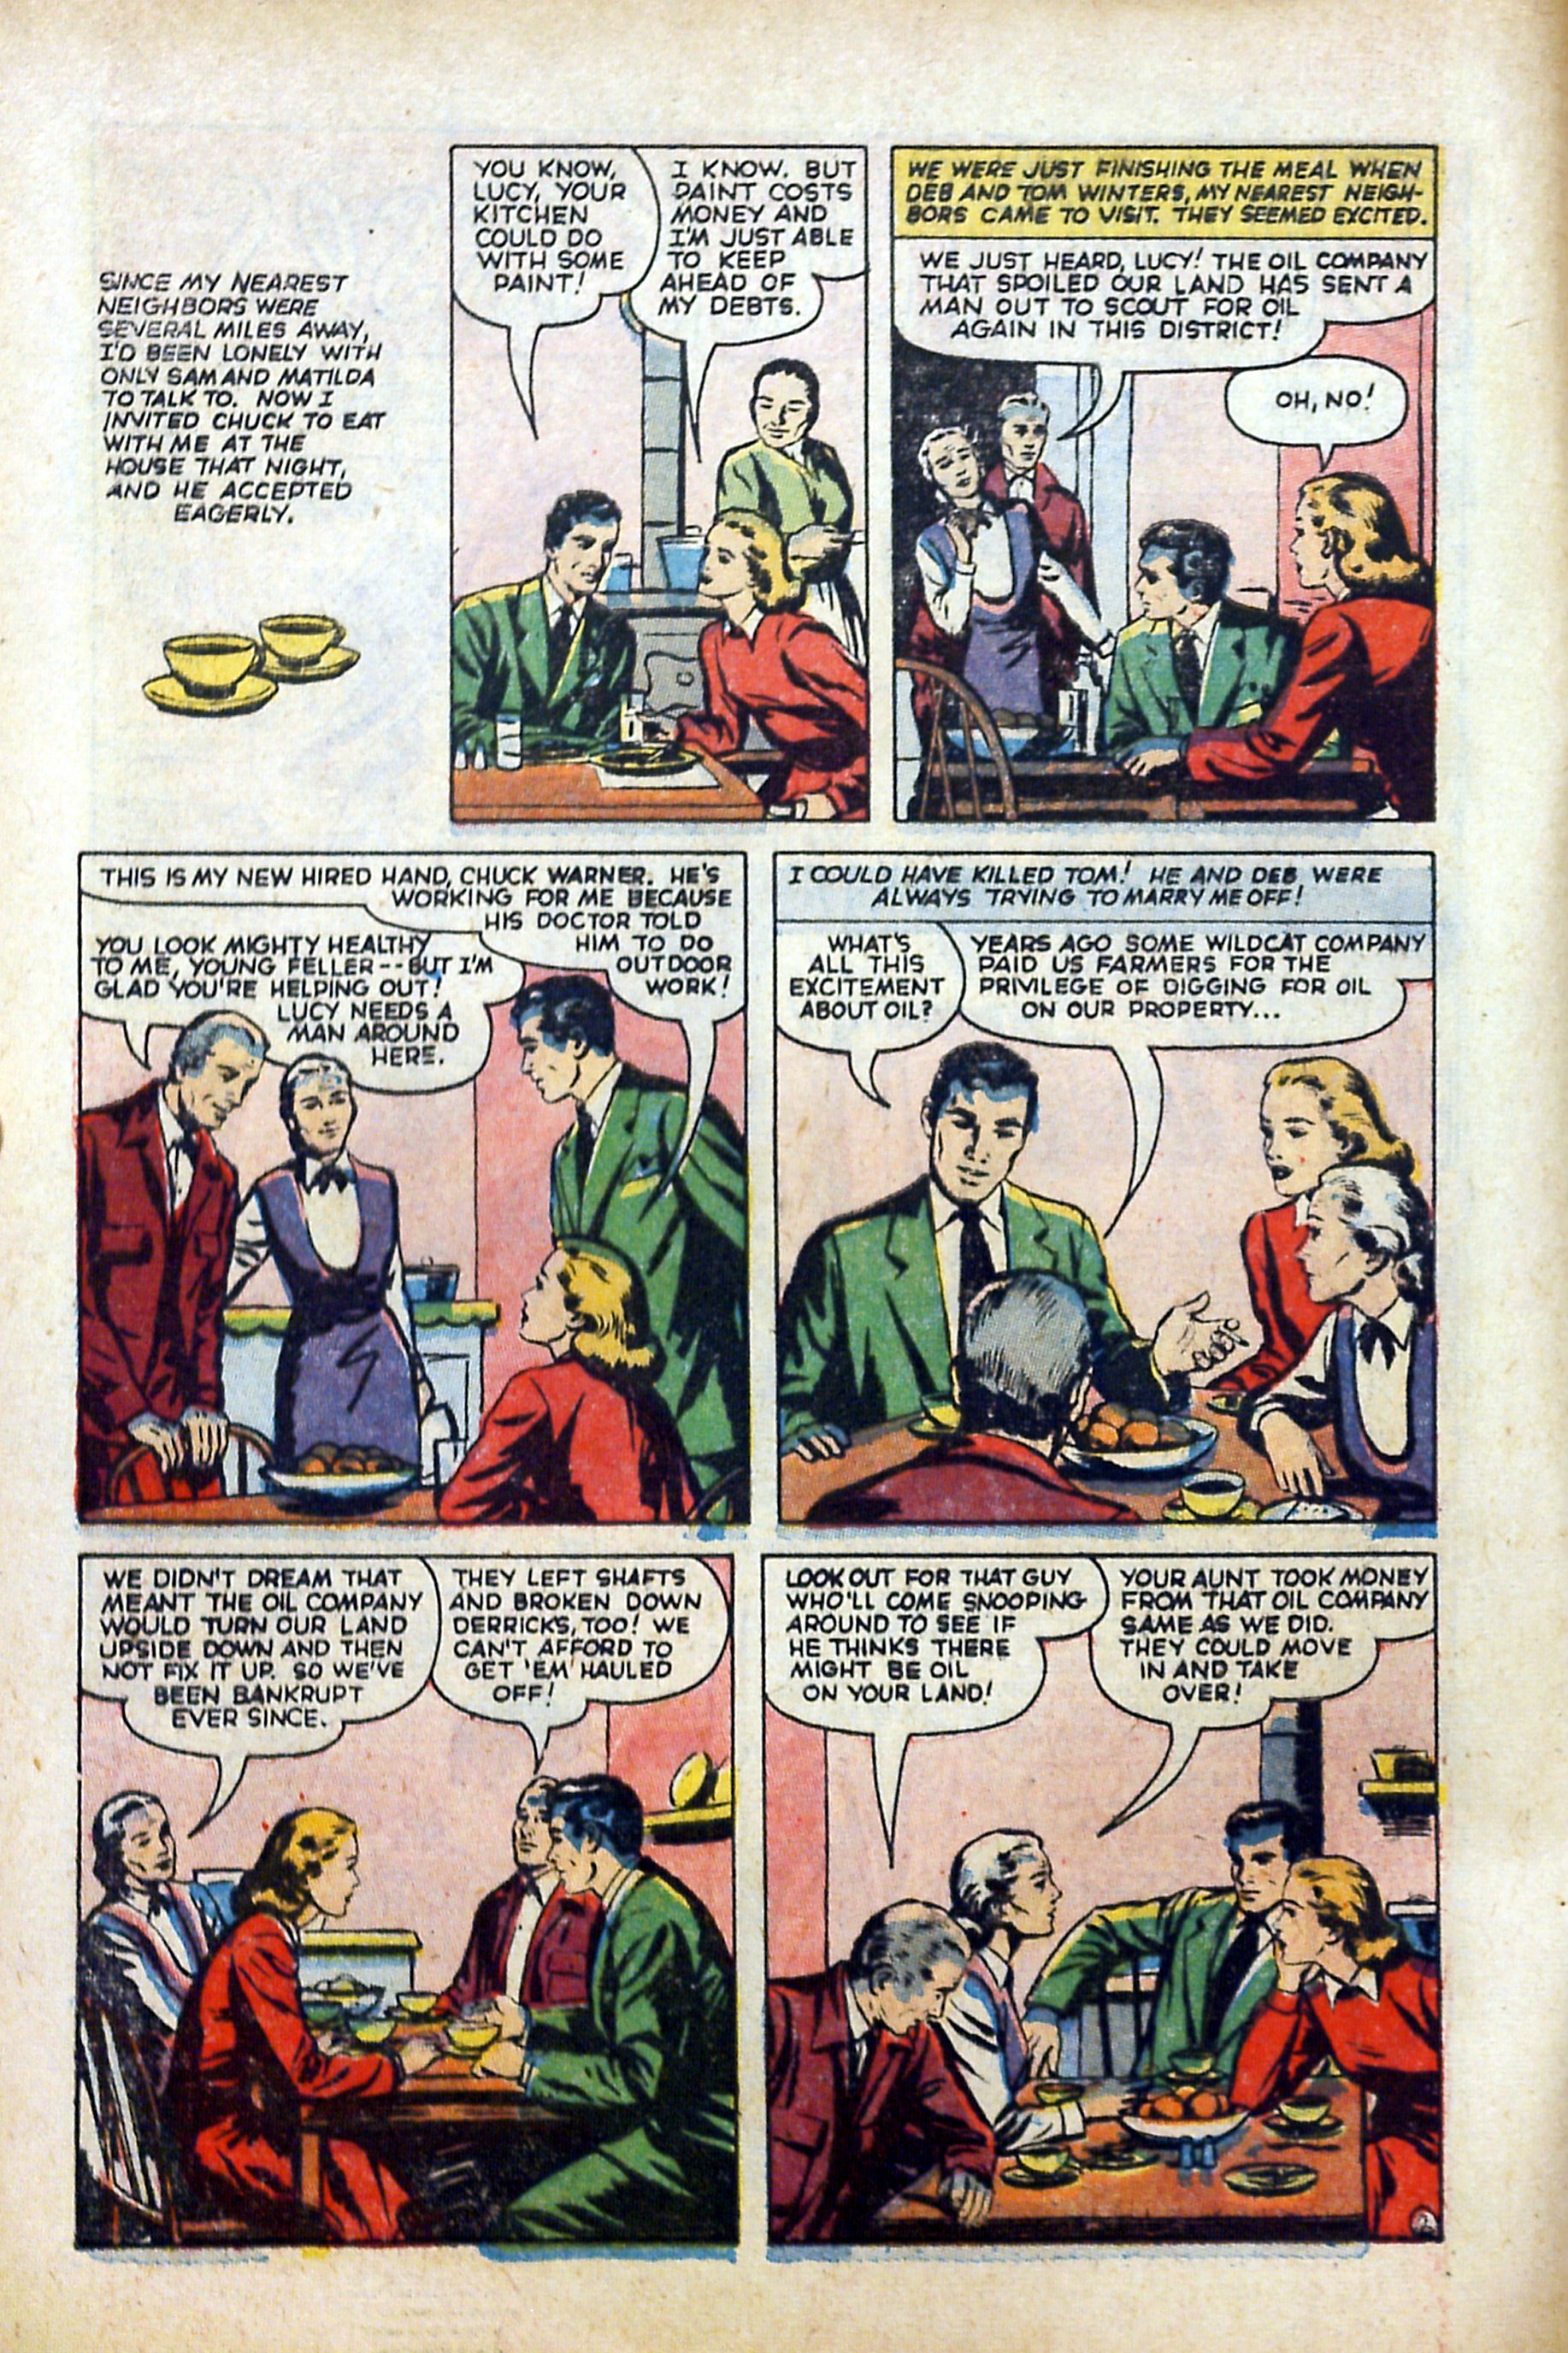 SINCE MY NEAREST
NEIGHBORS WERE
SEVERAL MILES AWAY,
I'D BEEN LONELY WITH
ONLY SAM AND MATILDA
TO TALK TO. NOW I
INVITED CHUCK TO EAT
WITH ME AT THE
HOUSE THAT NIGHT,
AND HE ACCEPTED
EAGERLY.
YOU KNOW,
LUCY, YOUR
KITCHEN
COULD DO
WITH SOME
PAINT!
I KNOW. BUT
PAINT COSTS
MONEY AND
I'M JUST ABLE
TO KEEP
AHEAD OF
MY DEBTS.
WE WERE JUST FINISHING THE MEAL WHEN
DEB AND TOM WINTERS, MY NEAREST NEIGH-
BORS CAME TO VISIT. THEY SEEMED EXCITED.
WE JUST HEARD, LUCY! THE OIL COMPANY
THAT SPOILED OUR LAND HAS SENT A
MAN OUT TO SCOUT FOR OIL
AGAIN IN THIS DISTRICT!
OH, NO!
THIS IS MY NEW HIRED HAND, CHUCK WARNER. HE'S
WORKING FOR ME BECAUSE
HIS DOCTOR TOLD
HIM TO DO
OUTDOOR
WORK!
YOU LOOK MIGHTY HEALTHY
TO ME, YOUNG FELLER -- BUT I'M
GLAD YOU'RE HELPING OUT!
LUCY NEEDS A
MAN AROUND
HERE.
I COULD HAVE KILLED TOM! HE AND DEB WERE
ALWAYS TRYING TO MARRY ME OFF!
WHAT'S
ALL THIS
EXCITEMENT
ABOUT OIL?
YEARS AGO SOME WILDCAT COMPANY
PAID US FARMERS FOR THE
PRIVILEGE OF DIGGING FOR OIL
ON OUR PROPERTY...
WE DIDN'T DREAM THAT
MEANT THE OIL COMPANY
WOULD TURN OUR LAND
UPSIDE DOWN AND THEN
NOT FIX IT UP. SO WE'VE
BEEN BANKRUPT
EVER SINCE.
THEY LEFT SHAFTS
AND BROKEN DOWN
DERRICKS, TOO! WE
CAN'T AFFORD TO
GET 'EM HAULED
OFF!
LOOK OUT FOR THAT GUY
WHO'LL COME SNOOPING
AROUND TO SEE IF
HE THINKS THERE
MIGHT BE OIL
ON YOUR LAND!
YOUR AUNT TOOK MONEY
FROM THAT OIL COMPANY
SAME AS WE DID.
THEY COULD MOVE
IN AND TAKE
OVER!